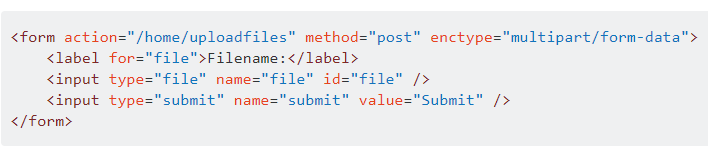 <form action="/home/uploadfiles" method="post" enctype="multipart/form-data">
    <label for="file">Filename:</label>
    <input type="file" name="file" id="file" />
    <input type="submit" name="submit" value="Submit" />
</form>